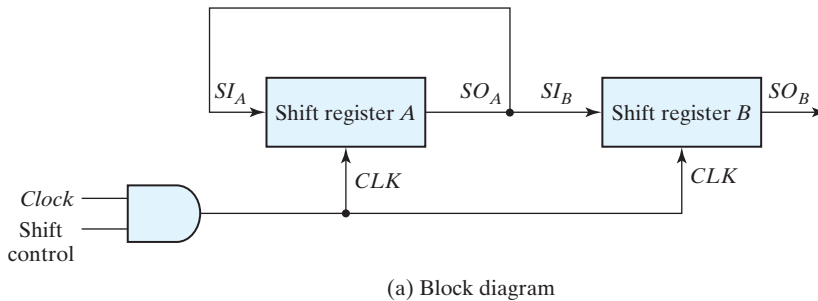 SI_A
Shift register A
SO_A
SI_B
Shift register B
SO_B
CLK
CLK
Clock
Shift
control
(a) Block diagram